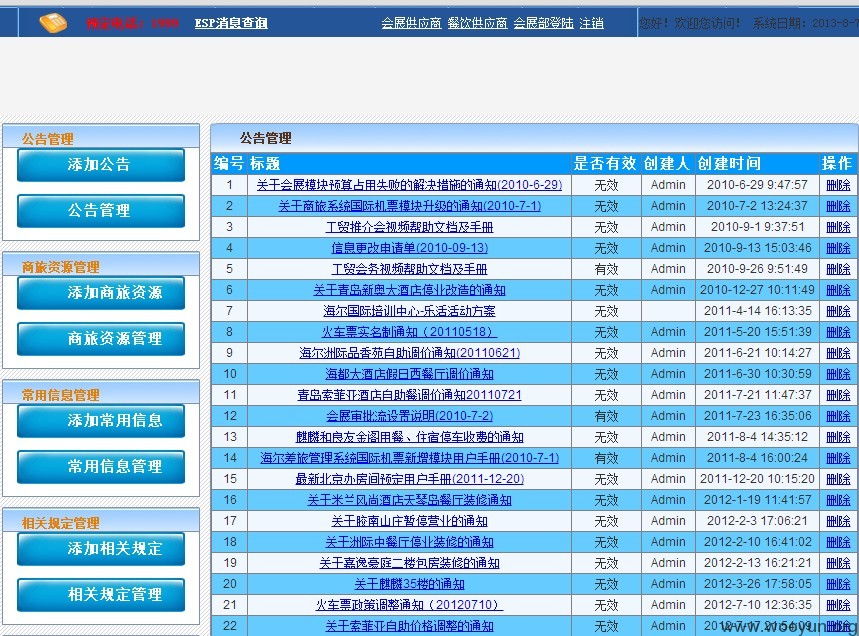 ESP消息查询 会展供应商 餐饮供应商 会展部登陆 注销 您好！欢迎您访问！ 系统日期：2013-8-7
公告管理
添加公告
公告管理
商旅资源管理
添加商旅资源
商旅资源管理
常用信息管理
添加常用信息
常用信息管理
相关规定管理
添加相关规定
相关规定管理
公告管理
编号 标题 是否有效 创建人 创建时间 操作
1 关于会展模块预算占用失败的解决措施的通知(2010-6-29) 无效 Admin 2010-6-29 9:47:57 删除
2 关于商旅系统国际机票模块升级的通知(2010-7-1) 无效 Admin 2010-7-2 13:24:37 删除
3 工贸推介会视频帮助文档及手册 无效 Admin 2010-9-1 9:37:51 删除
4 信息更改申请单(2010-09-13) 无效 Admin 2010-9-13 15:03:46 删除
5 工贸会务视频帮助文档及手册 有效 Admin 2010-9-26 9:51:49 删除
6 关于青岛新奥大酒店停业改造的通知 无效 Admin 2010-12-27 10:11:49 删除
7 海尔国际培训中心-乐活活动方案 无效 2011-4-14 16:13:35 删除
8 火车票实名制通知（20110518） 无效 Admin 2011-5-20 15:51:39 删除
9 海尔洲际品香苑自助调价通知(20110621) 无效 Admin 2011-6-21 10:14:27 删除
10 海都大酒店假日西餐厅调价通知 无效 Admin 2011-6-30 10:30:59 删除
11 青岛索菲亚酒店自助餐调价通知20110721 无效 Admin 2011-7-21 11:47:37 删除
12 会展审批流设置说明(2010-7-2) 有效 Admin 2011-7-23 16:35:06 删除
13 麒麟和良友金阁用餐、住宿停车收费的通知 无效 Admin 2011-8-4 14:35:12 删除
14 海尔差旅管理系统国际机票新增模块用户手册(2010-7-1) 有效 Admin 2011-8-4 16:00:24 删除
15 最新北京办房间预定用户手册(2011-12-20) 无效 Admin 2011-12-20 10:15:20 删除
16 关于米兰风尚酒店天琴岛餐厅装修通知 无效 Admin 2012-1-19 11:41:57 删除
17 关于胶南山庄暂停营业的通知 无效 Admin 2012-2-3 17:06:21 删除
18 关于洲际中餐厅停业装修的通知 无效 Admin 2012-2-10 16:41:02 删除
19 关于嘉逸豪庭二楼包房装修的通知 无效 Admin 2012-2-13 16:21:21 删除
20 关于麒麟35楼的通知 无效 Admin 2012-3-26 17:58:05 删除
21 火车票政策调整通知（20120710） 无效 Admin 2012-7-10 12:36:35 删除
22 关于索菲亚自助价格调整的通知 无效 Admin 删除
www.wooyun.org